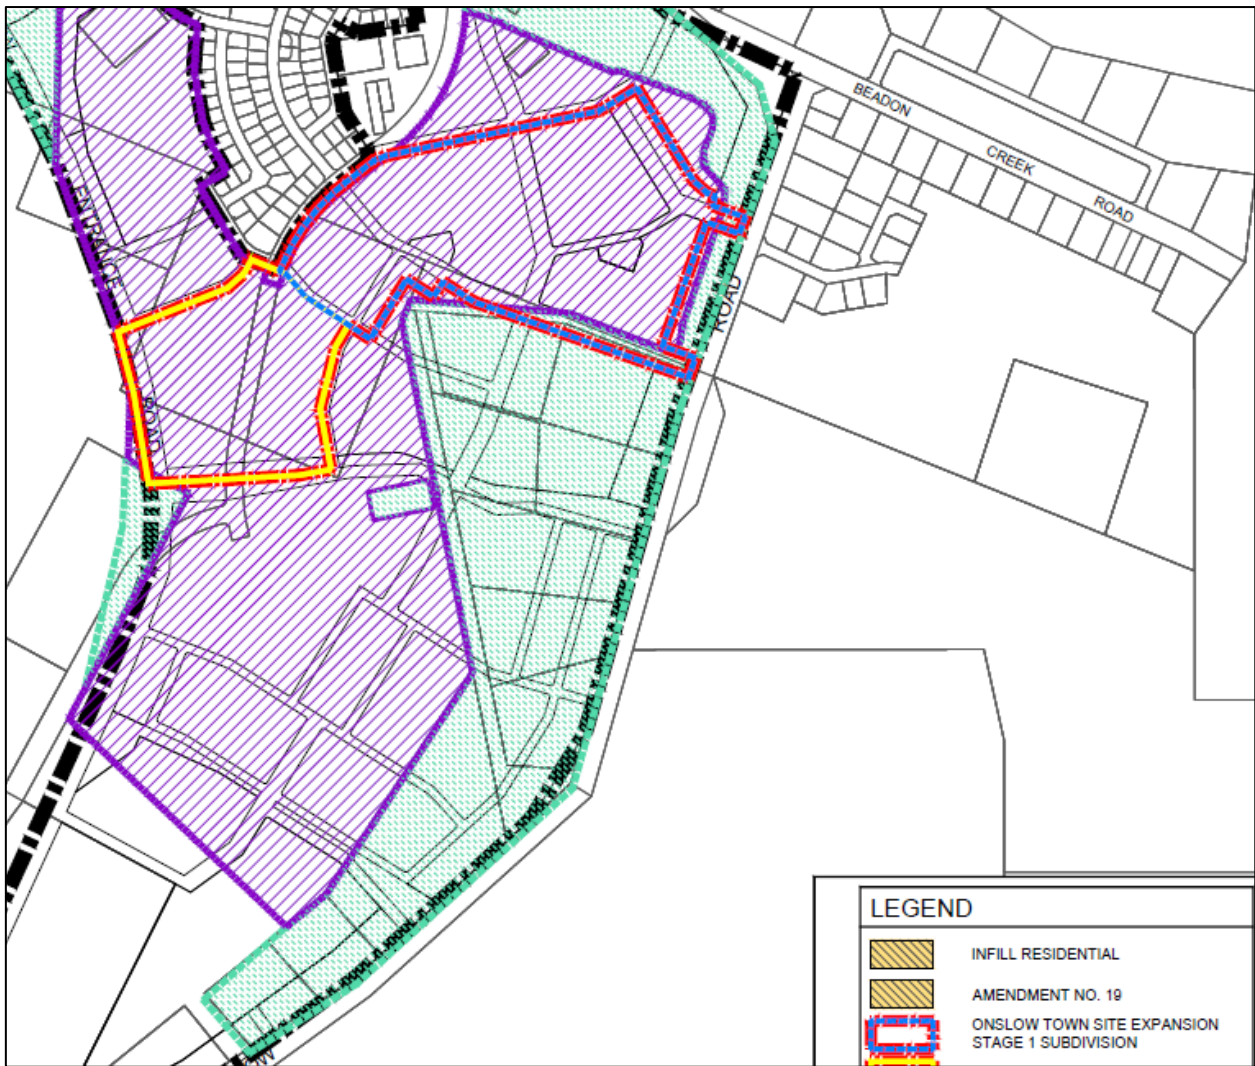 BEADON
CREEK
ROAD
ENTRANCE
ROAD
ROAD
LEGEND
INFILL RESIDENTIAL
AMENDMENT NO. 19
ONSLOW TOWN SITE EXPANSION
STAGE 1 SUBDIVISION